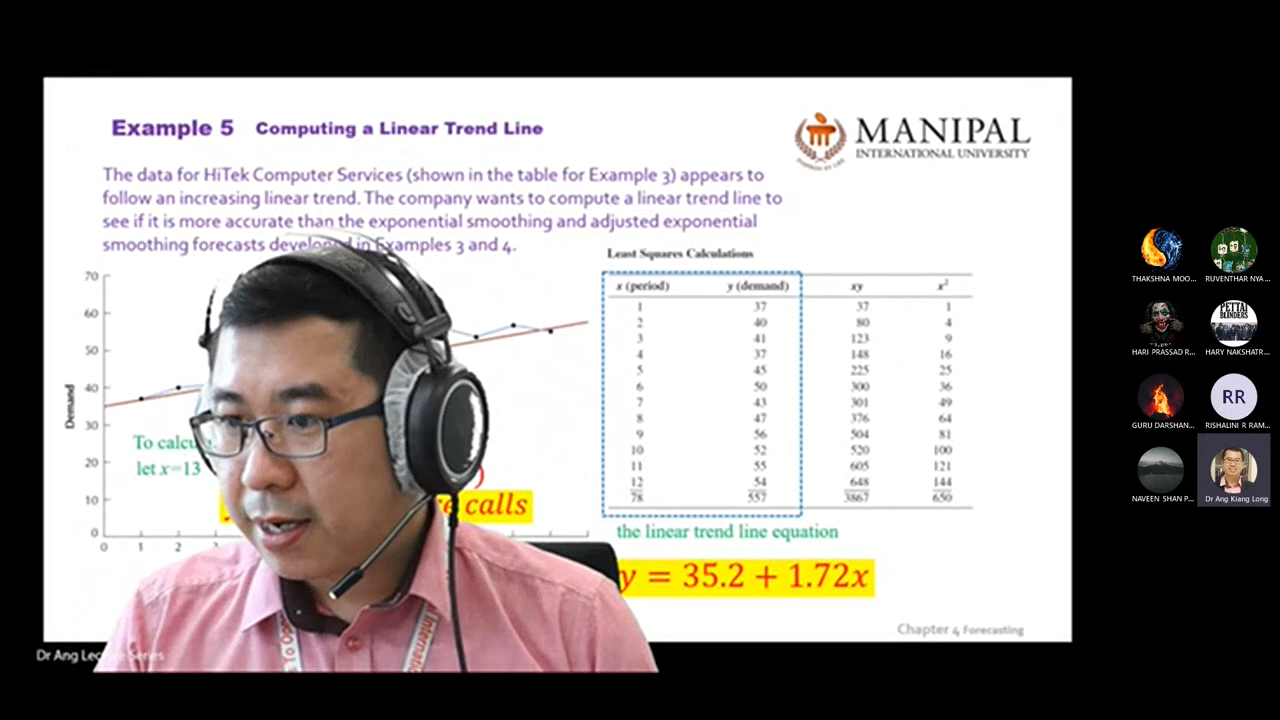 Example 5 Computing a Linear Trend Line
MANIPAL
INTERNATIONAL UNIVERSITY
The data for HiTek Computer Services (shown in the table for Example 3) appears to
follow an increasing linear trend. The company wants to compute a linear trend line to
see if it is more accurate than the exponential smoothing and adjusted exponential
smoothing forecasts developed in Examples 3 and 4.
70
60
50
40
30
20
10
0
Demand
0 1 2
To
let x=13
)
calls
Least Squares Calculations
x (period) y (demand) xy x²
1 37 37 1
2 40 80 4
3 41 123 9
4 37 148 16
5 45 225 25
6 50 300 36
7 43 301 49
8 47 376 64
9 56 504 81
10 52 520 100
11 55 605 121
12 54 648 144
78 557 3867 650
the linear trend line equation
y = 35.2 + 1.72x
Chapter 4 Forecasting
Dr Ang Lecture Series
THAKSHNA MOO...
RUVENTHAR NYA...
HARI PRASSAD R...
PETTAI
BLINDERS
HARY NAKSHATR...
GURU DARSHAN...
RR
RISHALINI R RAM...
NAVEEN SHAN P...
Dr Ang Kiang Long